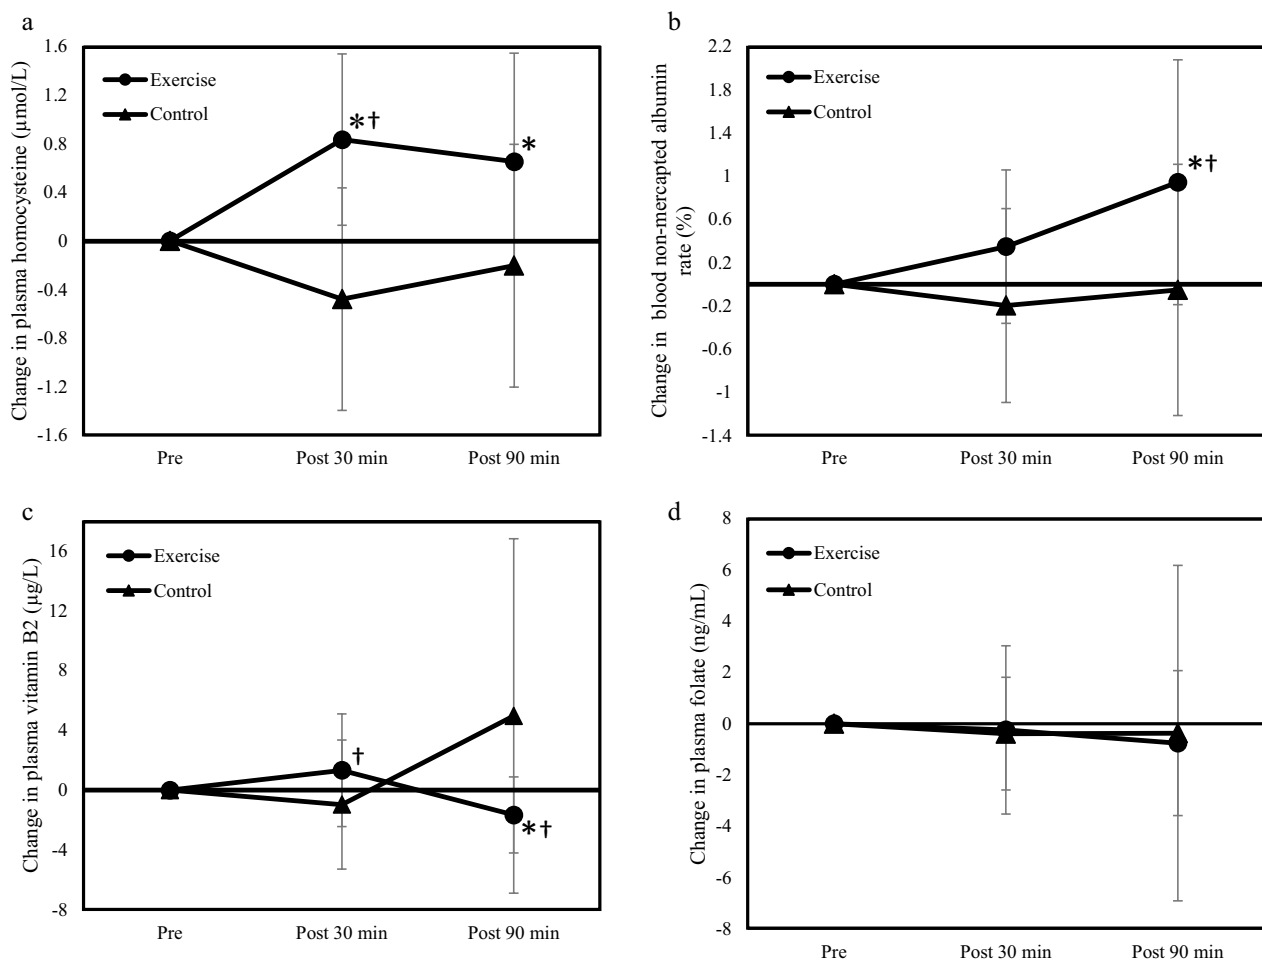 a
Change in plasma homocysteine (µmol/L)
1.6
1.2
0.8
0.4
0
-0.4
-0.8
-1.2
-1.6
Exercise
Control
*†
*
Pre
Post 30 min
Post 90 min
b
Change in blood non-mercapted albumin
rate (%)
2.2
1.8
1.4
1
0.6
0.2
-0.2
-0.6
-1
-1.4
Exercise
Control
*†
Pre
Post 30 min
Post 90 min
c
Change in plasma vitamin B2 (µg/L)
16
12
8
4
0
-4
-8
Exercise
Control
†
*†
Pre
Post 30 min
Post 90 min
d
Change in plasma folate (ng/mL)
8
6
4
2
0
-2
-4
-6
-8
Exercise
Control
Pre
Post 30 min
Post 90 min